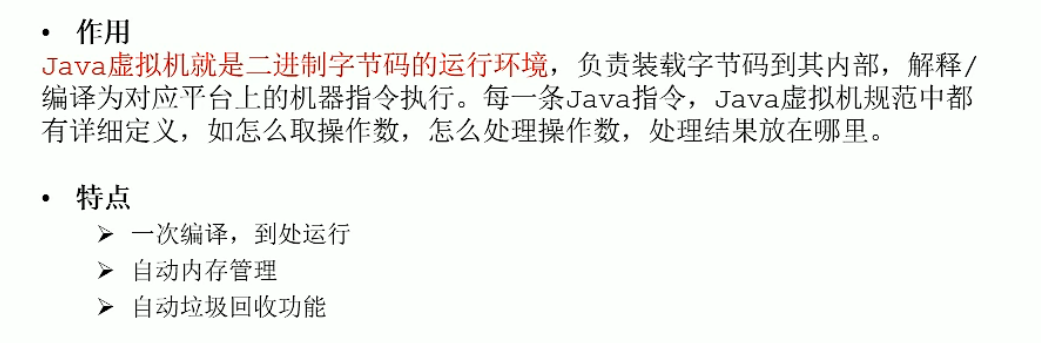 • 作用
Java虚拟机就是二进制字节码的运行环境，负责装载字节码到其内部，解释/
编译为对应平台上的机器指令执行。每一条Java指令，Java虚拟机规范中都
有详细定义，如怎么取操作数，怎么处理操作数，处理结果放在哪里。
• 特点
➢ 一次编译，到处运行
➢ 自动内存管理
➢ 自动垃圾回收功能